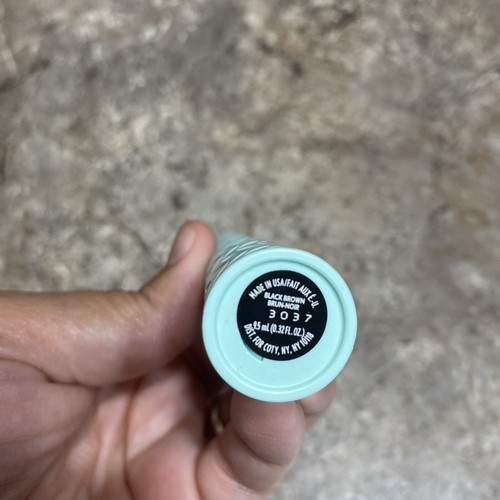 MADE IN USA/FAIT AUX É.-U.
BLACK BROWN
BRUN-NOIR
3037
9.5 mL (0.32 FL. OZ.)
DIST. FOR COTY, NY, NY 10118